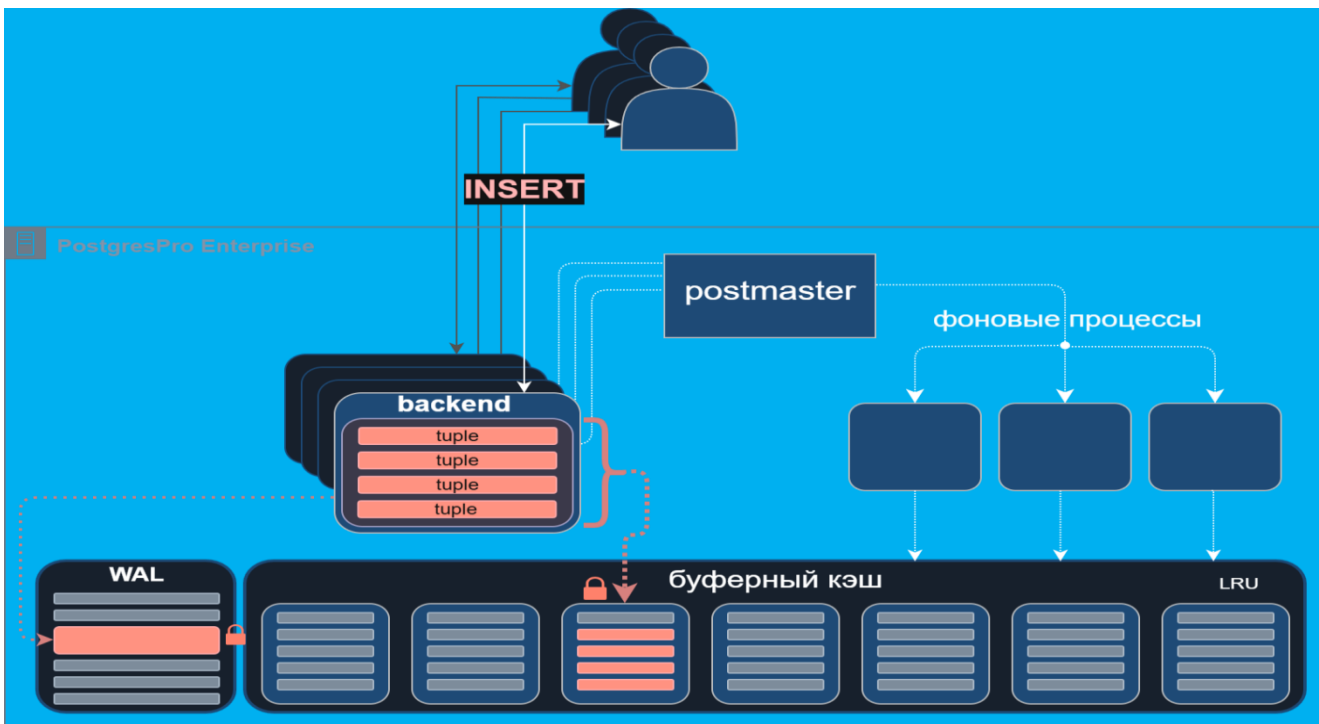 INSERT
PostgresPro Enterprise
postmaster
фоновые процессы
backend
tuple
tuple
tuple
tuple
WAL
буферный кэш
LRU